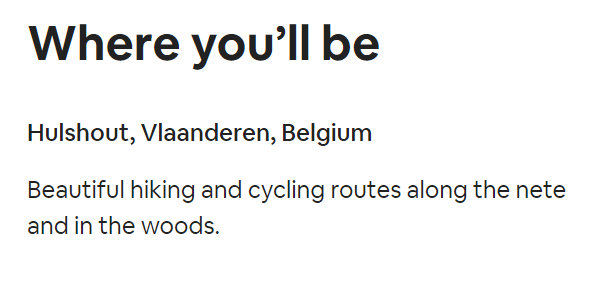 Where you’ll be
Hulshout, Vlaanderen, Belgium
Beautiful hiking and cycling routes along the nete
and in the woods.